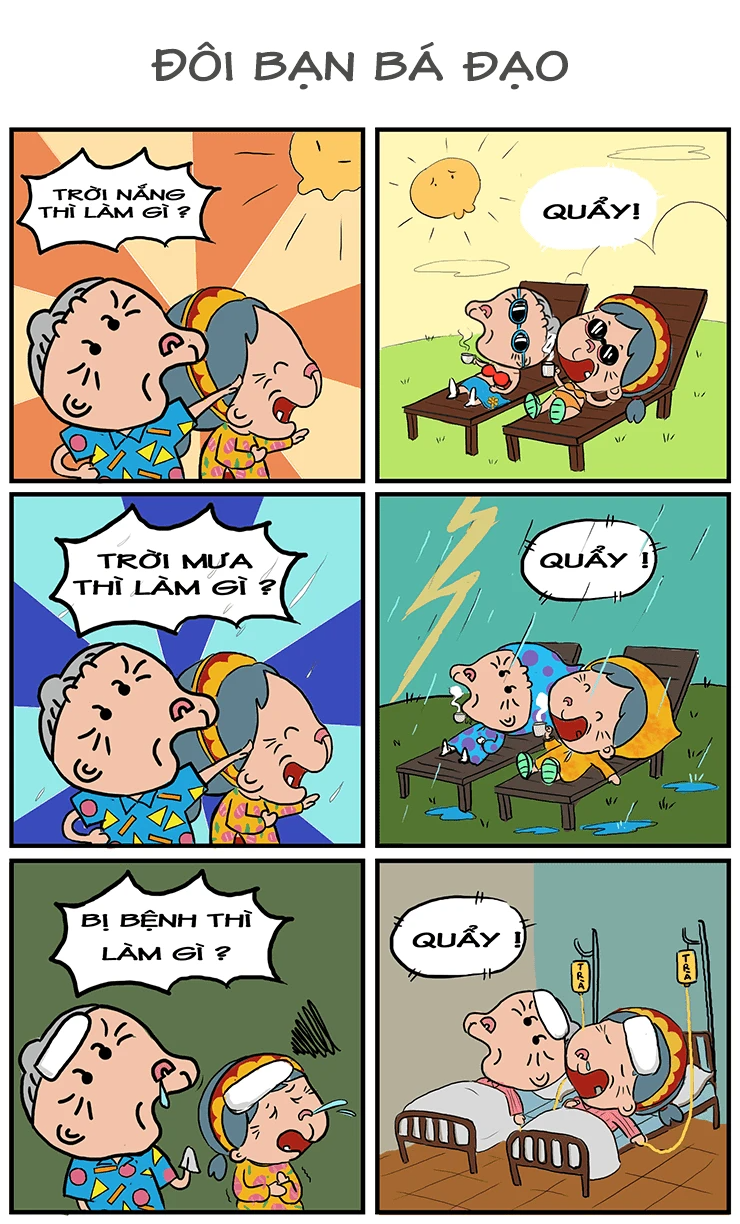 ĐÔI BẠN BÁ ĐẠO
TRỜI NẮNG
THÌ LÀM GÌ ?
QUẨY!
TRỜI MƯA
THÌ LÀM GÌ ?
QUẨY !
BỊ BỆNH THÌ
LÀM GÌ ?
QUẨY !
TRÀ
TRÀ